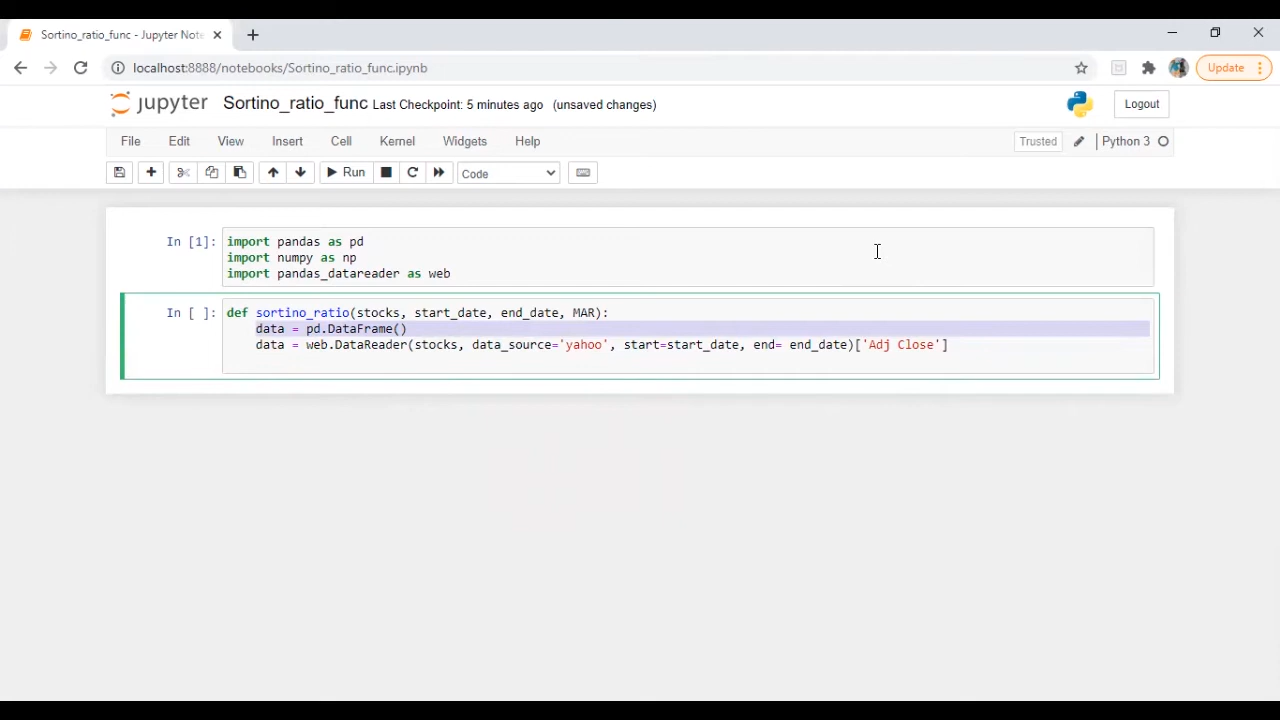 Sortino_ratio_func - Jupyter Note
localhost:8888/notebooks/Sortino_ratio_func.ipynb
Update
jupyter Sortino_ratio_func Last Checkpoint: 5 minutes ago (unsaved changes)
Logout
File Edit View Insert Cell Kernel Widgets Help
Trusted
Python 3
Run
Code
In [1]: import pandas as pd
import numpy as np
import pandas_datareader as web
In [ ]: def sortino_ratio(stocks, start_date, end_date, MAR):
data = pd.DataFrame()
data = web.DataReader(stocks, data_source='yahoo', start=start_date, end= end_date)['Adj Close']